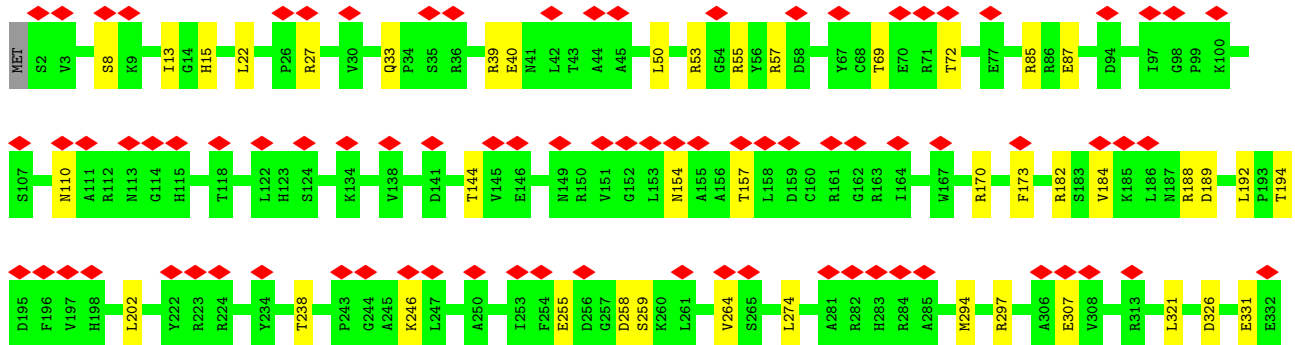 MET S2 V3 S8 K9 I13 G14 H15 L22 P26 R27 V30 Q33 P34 S35 R36 R39 E40 N41 L42 T43 A44 A45 L50 R53 G54 R55 Y56 R57 D58 Y67 C68 T69 E70 R71 T72 E77 R85 R86 E87 D94 I97 G98 P99 K100
S107 N110 A111 R112 N113 G114 H115 T118 L122 H123 S124 K134 V138 D141 T144 V145 E146 N149 R150 V151 G152 L153 N154 A155 A156 T157 L158 D159 C160 R161 G162 R163 I164 W167 R170 F173 R182 S183 V184 K185 L186 N187 R188 D189 L192 P193 T194
D195 F196 V197 H198 L202 Y222 R223 R224 Y234 T238 P243 G244 A245 K246 L247 A250 I253 F254 E255 D256 G257 D258 S259 K260 L261 V264 S265 L274 A281 R282 H283 R284 A285 M294 R297 A306 E307 V308 R313 L321 D326 E331 E332